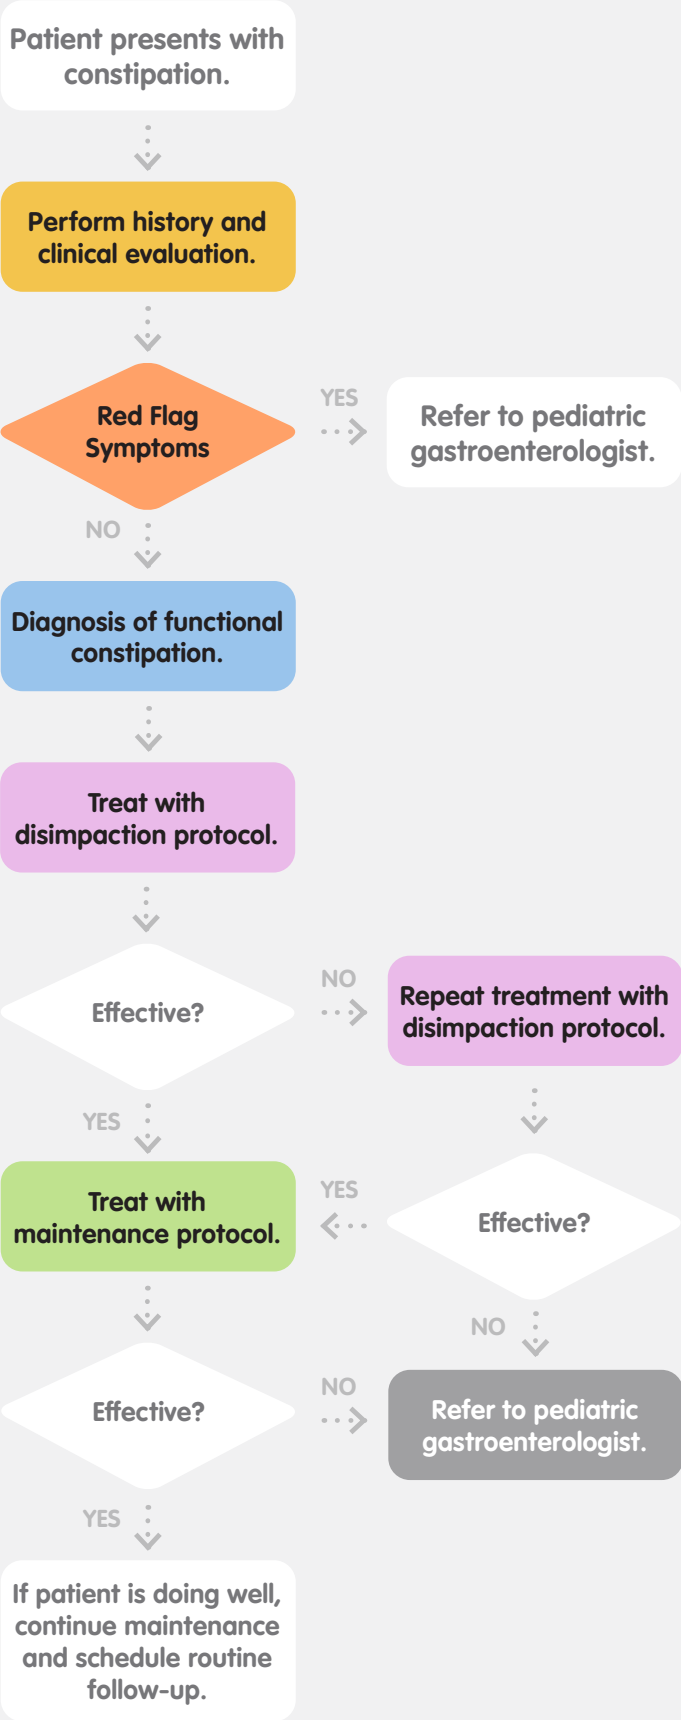 Patient presents with
constipation.
Perform history and
clinical evaluation.
Red Flag
Symptoms
YES
Refer to pediatric
gastroenterologist.
NO
Diagnosis of functional
constipation.
Treat with
disimpaction protocol.
Effective?
NO
Repeat treatment with
disimpaction protocol.
YES
Treat with
maintenance protocol.
YES
Effective?
NO
Effective?
NO
Refer to pediatric
gastroenterologist.
YES
If patient is doing well,
continue maintenance
and schedule routine
follow-up.